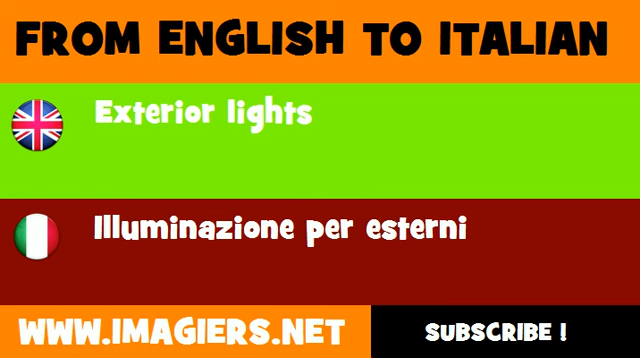 FROM ENGLISH TO ITALIAN
Exterior lights
Illuminazione per esterni
WWW.IMAGIERS.NET
SUBSCRIBE !